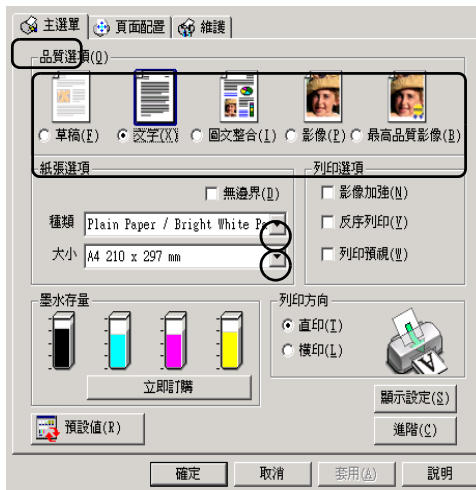 主選單 頁面配置 維護
品質選項(Q)
草稿(F) 文字(X) 圖文整合(I) 影像(P) 最高品質影像(B)
紙張選項
無邊界(D)
種類 Plain Paper / Bright White Pa
大小 A4 210 x 297 mm
列印選項
影像加強(N)
反序列印(Y)
列印預視(W)
墨水存量
立即訂購
列印方向
直印(T)
橫印(L)
顯示設定(S)
預設值(R)
進階(C)
確定 取消 套用(A) 說明